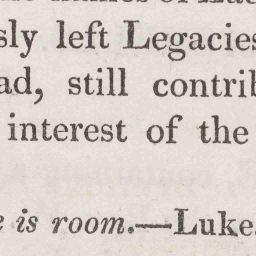 sly left Legacies
ad, still contrib
interest of the
e is room.—Luke.